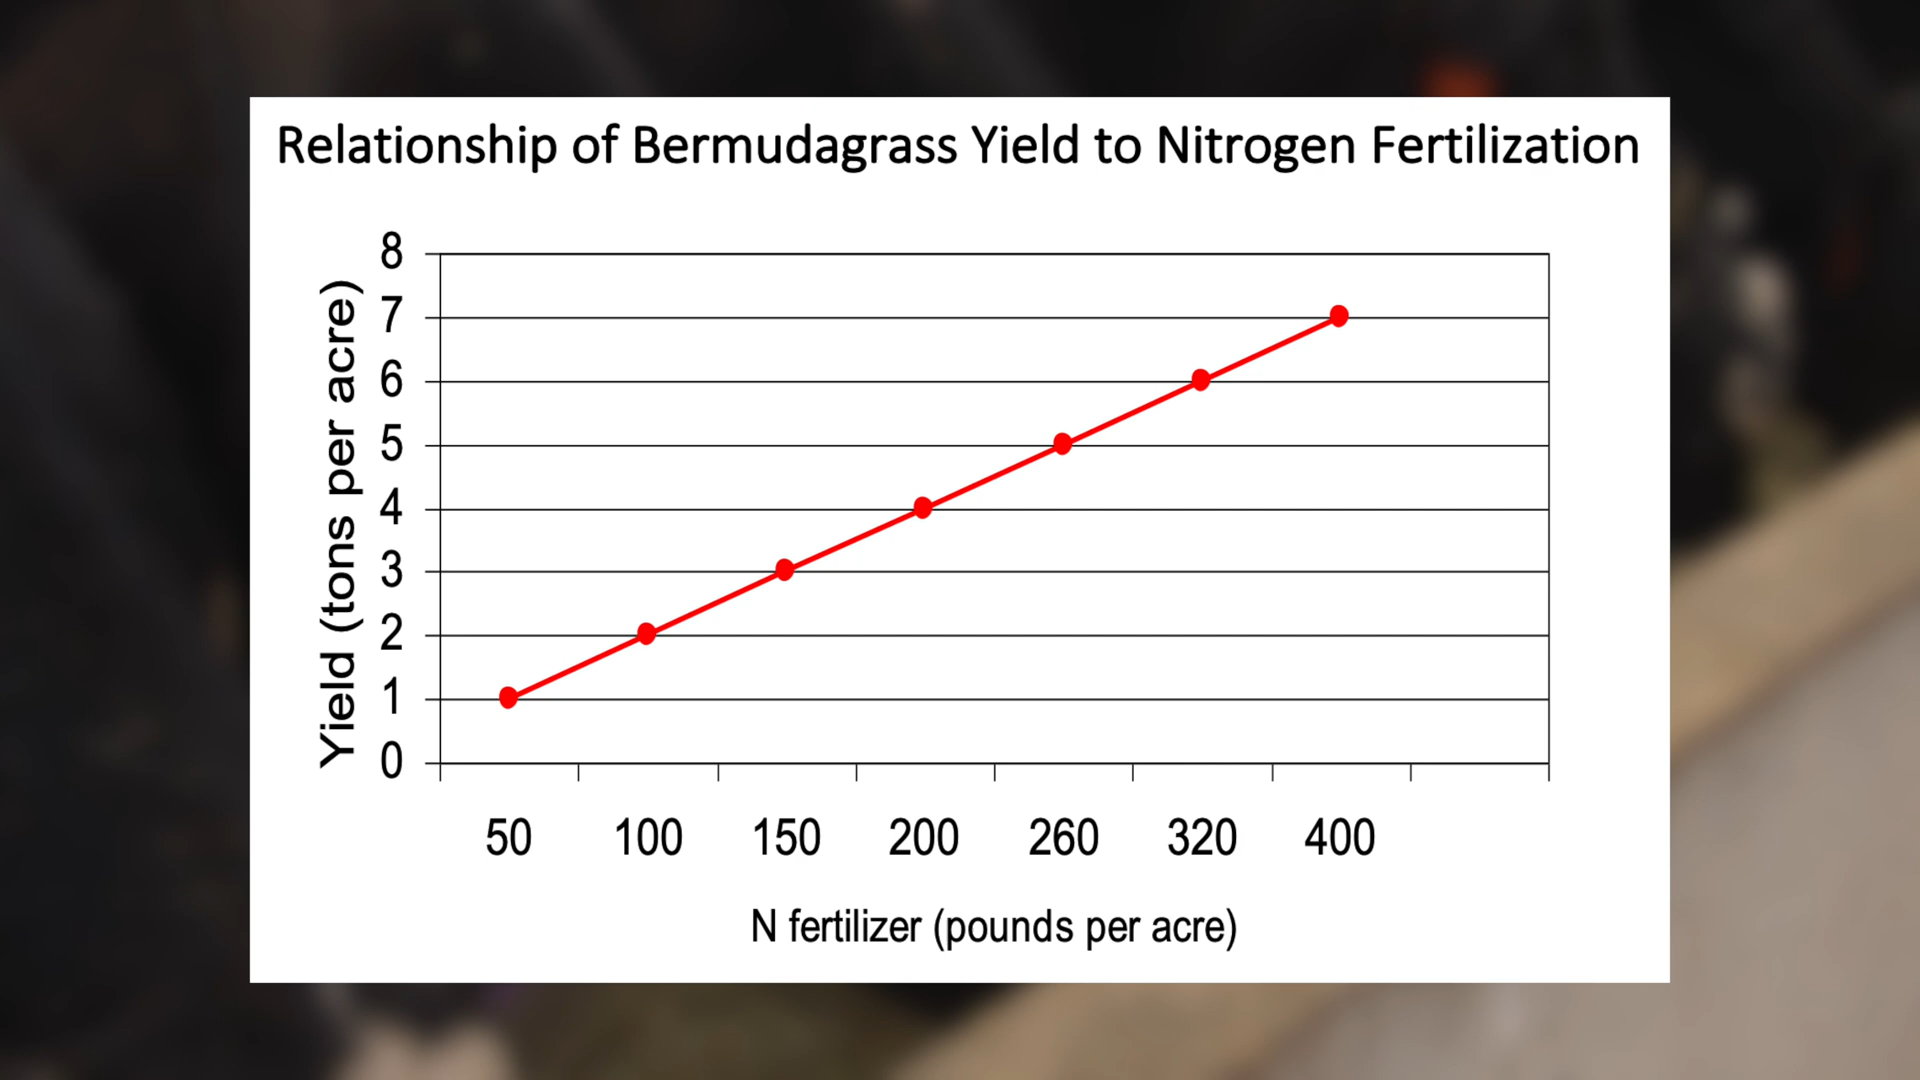 Relationship of Bermudagrass Yield to Nitrogen Fertilization
Yield (tons per acre)
8
7
6
5
4
3
2
1
0
50 100 150 200 260 320 400
N fertilizer (pounds per acre)